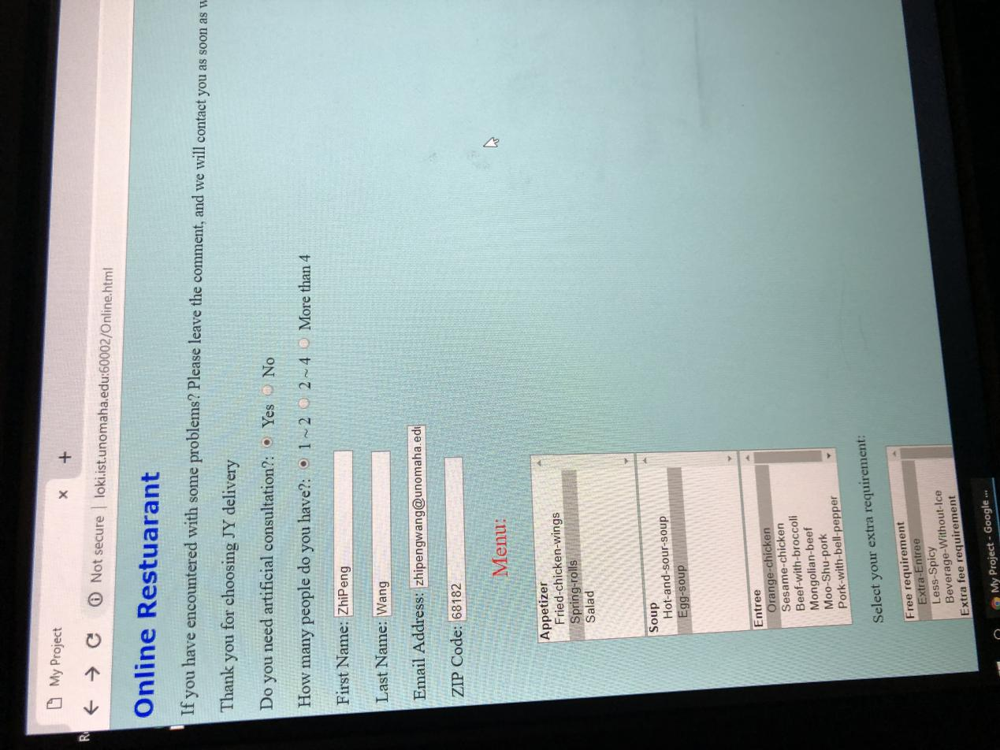 My Project
Not secure | loki.ist.unomaha.edu:60002/Online.html
Online Restuarant
If you have encountered with some problems? Please leave the comment, and we will contact you as soon as
Thank you for choosing JY delivery
Do you need artificial consultation?: Yes No
How many people do you have?: 1 ~ 2 2 ~ 4 More than 4
First Name: ZhiPeng
Last Name: Wang
Email Address: zhipengwang@unomaha.edu
ZIP Code: 68182
Menu:
Appetizer
Fried-chicken-wings
Spring-rolls
Salad
Soup
Hot-and-sour-soup
Egg-soup
Entree
Orange-chicken
Sesame-chicken
Beef-with-broccoli
Mongolian-beef
Moo-Shu-pork
Pork-with-bell-pepper
Select your extra requirement:
Free requirement
Extra-Entree
Less-Spicy
Beverage-Without-Ice
Extra fee requirement
My Project - Google ...